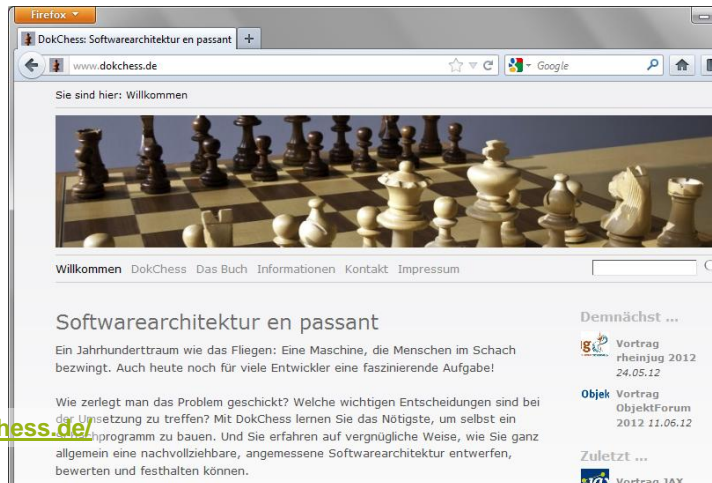 Firefox
DokChess: Softwarearchitektur en passant
www.dokchess.de
Google
Sie sind hier: Willkommen
Willkommen DokChess Das Buch Informationen Kontakt Impressum
Softwarearchitektur en passant
Ein Jahrhunderttraum wie das Fliegen: Eine Maschine, die Menschen im Schach
bezwingt. Auch heute noch für viele Entwickler eine faszinierende Aufgabe!
Wie zerlegt man das Problem geschickt? Welche wichtigen Entscheidungen sind bei
der Umsetzung zu treffen? Mit DokChess lernen Sie das Nötigste, um selbst ein
hess.de/
programm zu bauen. Und Sie erfahren auf vergnügliche Weise, wie Sie ganz
allgemein eine nachvollziehbare, angemessene Softwarearchitektur entwerfen,
bewerten und festhalten können.
Demnächst ...
Vortrag
rheinjug 2012
24.05.12
Objek Vortrag
ObjektForum
2012 11.06.12
Zuletzt ...
Vortrag JAX